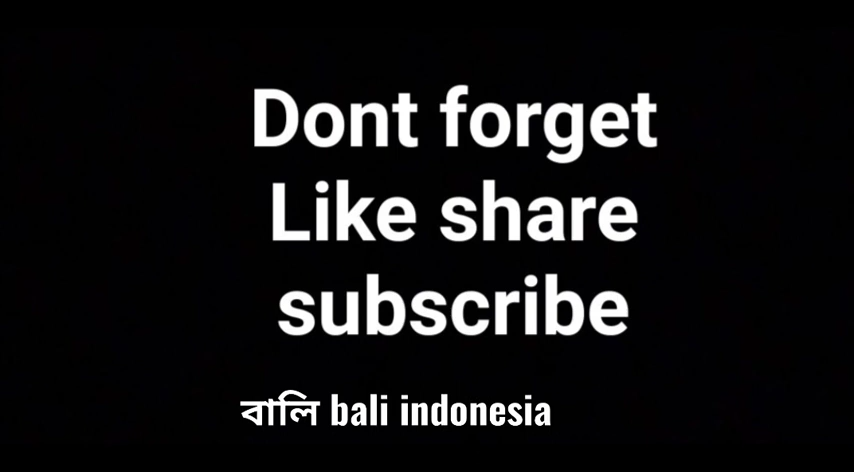 Dont forget
Like share
subscribe
বালি bali indonesia